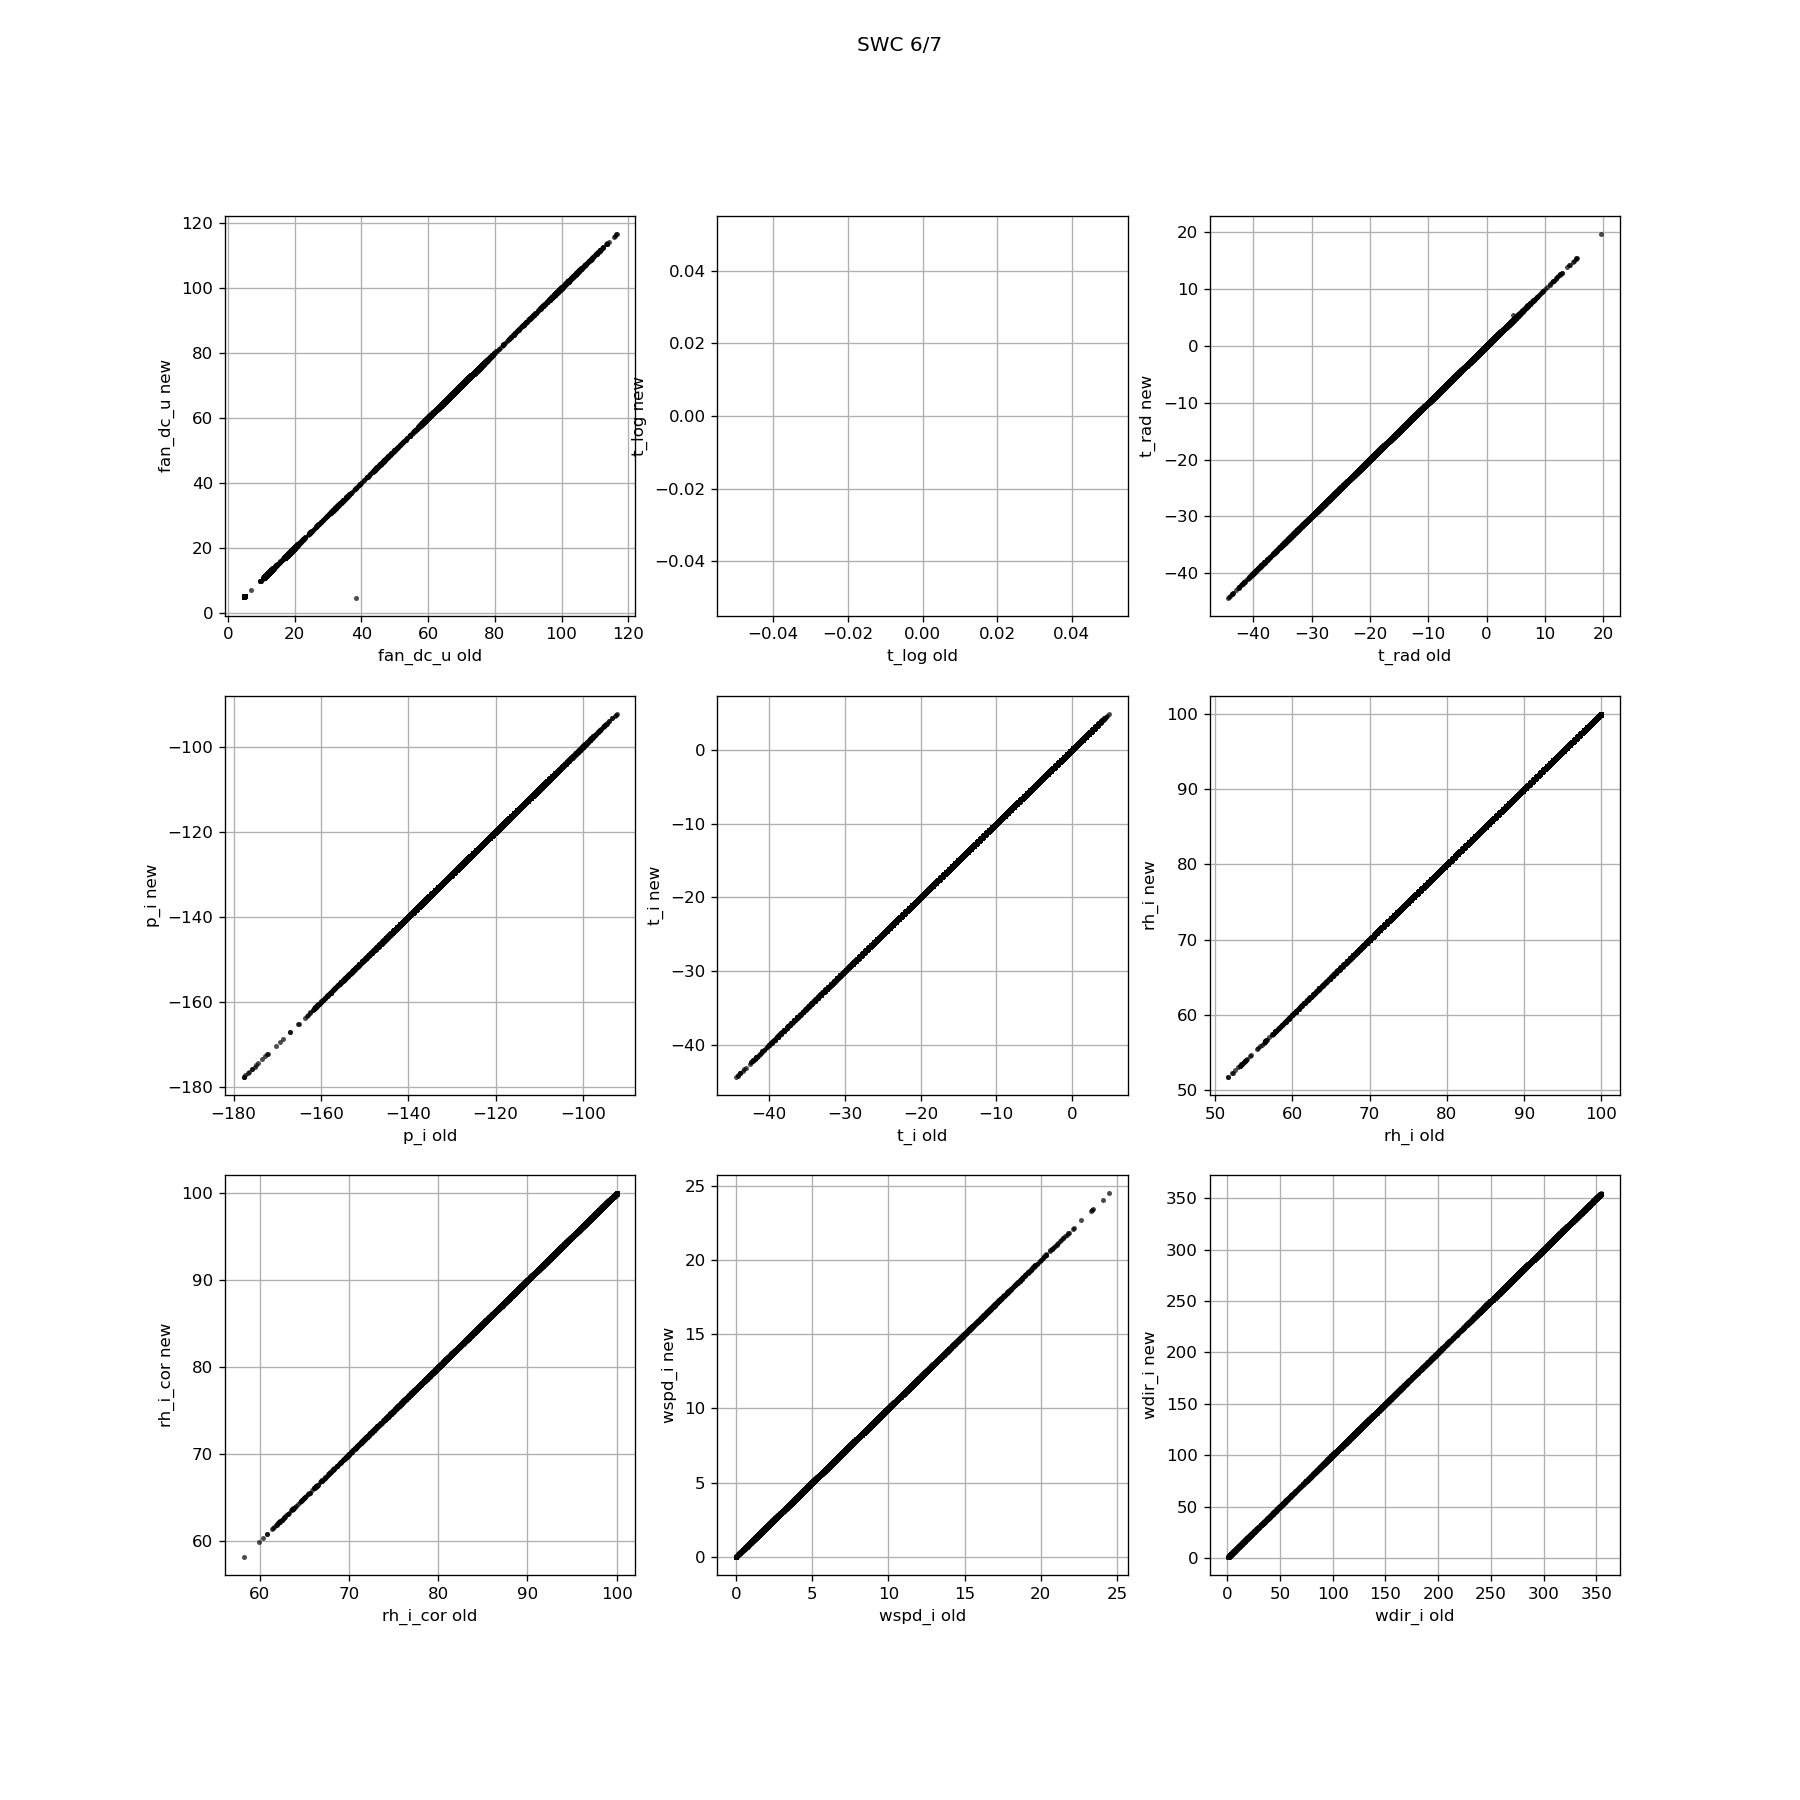 SWC 6/7
120
100
80
60
40
20
0
fan_dc_u new
0 20 40 60 80 100 120
fan_dc_u old
0.04
0.02
0.00
−0.02
−0.04
t_log new
−0.04 −0.02 0.00 0.02 0.04
t_log old
20
10
0
−10
−20
−30
−40
t_rad new
−40 −30 −20 −10 0 10 20
t_rad old
−100
−120
−140
−160
−180
p_i new
−180 −160 −140 −120 −100
p_i old
0
−10
−20
−30
−40
t_i new
−40 −30 −20 −10 0
t_i old
100
90
80
70
60
50
rh_i new
50 60 70 80 90 100
rh_i old
100
90
80
70
60
rh_i_cor new
60 70 80 90 100
rh_i_cor old
25
20
15
10
5
0
wspd_i new
0 5 10 15 20 25
wspd_i old
350
300
250
200
150
100
50
0
wdir_i new
0 50 100 150 200 250 300 350
wdir_i old